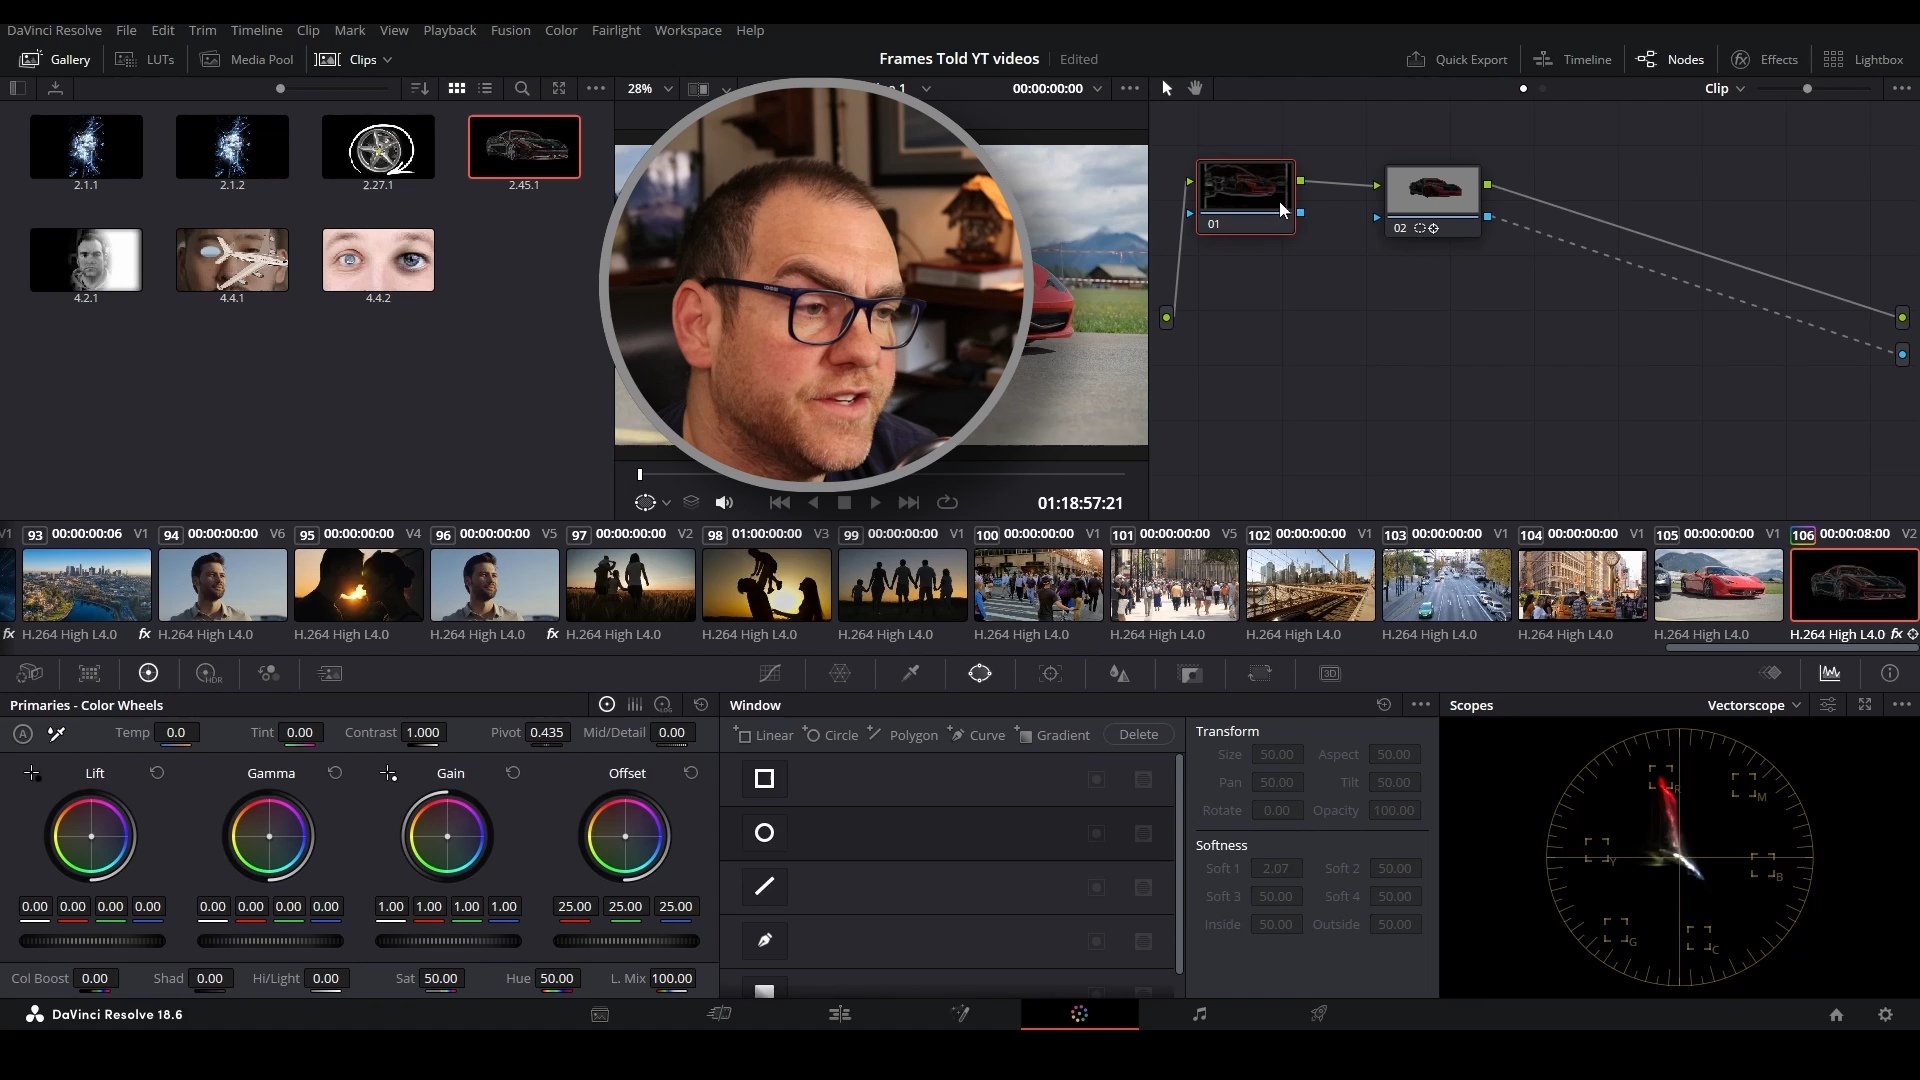 DaVinci Resolve File Edit Trim Timeline Clip Mark View Playback Fusion Color Fairlight Workspace Help
Gallery LUTs Media Pool Clips Frames Told YT videos Edited Quick Export Timeline Nodes Effects Lightbox
28% 1 00:00:00:00 Clip
2.1.1 2.1.2 2.27.1 2.45.1
4.2.1 4.4.1 4.4.2
01
02
01:18:57:21
V1 93 00:00:00:06 V1 94 00:00:00:00 V6 95 00:00:00:00 V4 96 00:00:00:00 V5 97 00:00:00:00 V2 98 01:00:00:00 V3 99 00:00:00:00 V1 100 00:00:00:00 V1 101 00:00:00:00 V5 102 00:00:00:00 V1 103 00:00:00:00 V1 104 00:00:00:00 V1 105 00:00:00:00 V1 106 00:00:08:00 V2
fx H.264 High L4.0 fx H.264 High L4.0 H.264 High L4.0 H.264 High L4.0 fx H.264 High L4.0 H.264 High L4.0 H.264 High L4.0 H.264 High L4.0 H.264 High L4.0 H.264 High L4.0 H.264 High L4.0 H.264 High L4.0 H.264 High L4.0 H.264 High L4.0 fx
HDR 3D
Primaries - Color Wheels LOG
A Temp 0.0 Tint 0.00 Contrast 1.000 Pivot 0.435 Mid/Detail 0.00
Lift Gamma Gain Offset
0.00 0.00 0.00 0.00 0.00 0.00 0.00 0.00 1.00 1.00 1.00 1.00 25.00 25.00 25.00
Col Boost 0.00 Shad 0.00 Hi/Light 0.00 Sat 50.00 Hue 50.00 L. Mix 100.00
Window
Linear Circle Polygon Curve Gradient Delete
Transform
Size 50.00 Aspect 50.00
Pan 50.00 Tilt 50.00
Rotate 0.00 Opacity 100.00
Softness
Soft 1 2.07 Soft 2 50.00
Soft 3 50.00 Soft 4 50.00
Inside 50.00 Outside 50.00
Scopes Vectorscope
R M
Y B
G C
DaVinci Resolve 18.6